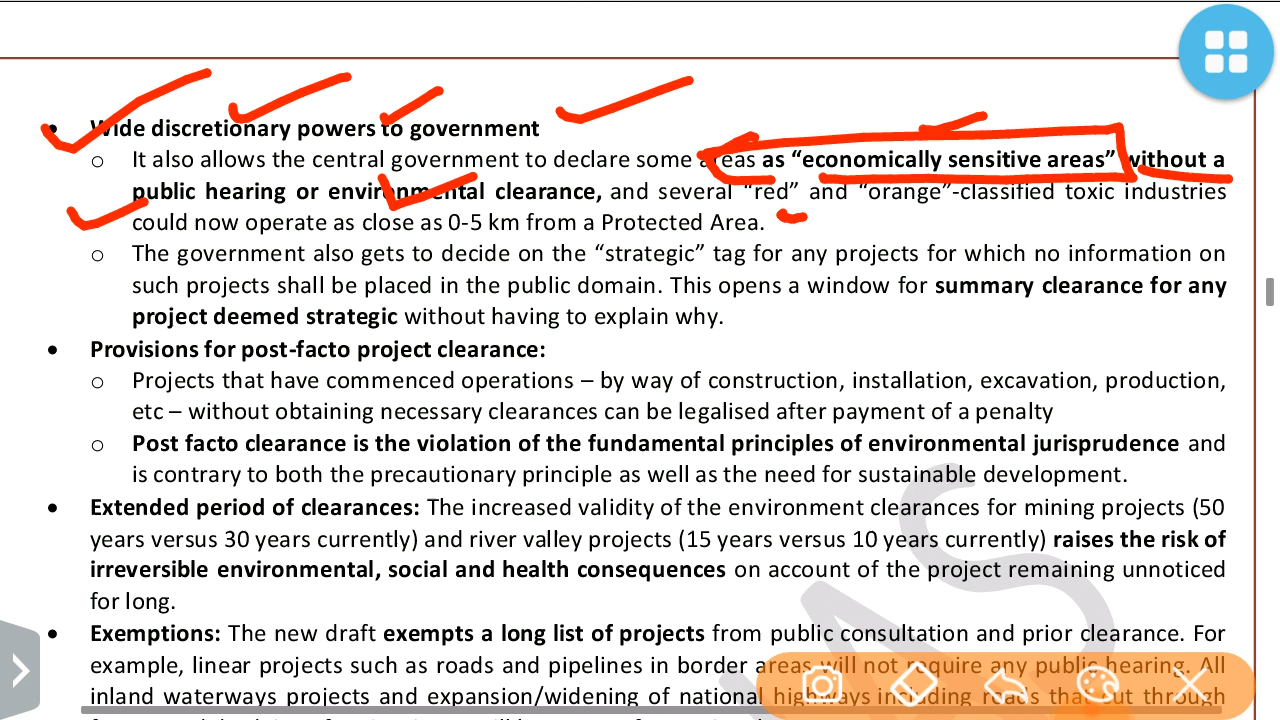 • Wide discretionary powers to government
o It also allows the central government to declare some areas as “economically sensitive areas” without a
public hearing or environmental clearance, and several “red” and “orange”-classified toxic industries
could now operate as close as 0-5 km from a Protected Area.
o The government also gets to decide on the “strategic” tag for any projects for which no information on
such projects shall be placed in the public domain. This opens a window for summary clearance for any
project deemed strategic without having to explain why.
• Provisions for post-facto project clearance:
o Projects that have commenced operations – by way of construction, installation, excavation, production,
etc – without obtaining necessary clearances can be legalised after payment of a penalty
o Post facto clearance is the violation of the fundamental principles of environmental jurisprudence and
is contrary to both the precautionary principle as well as the need for sustainable development.
• Extended period of clearances: The increased validity of the environment clearances for mining projects (50
years versus 30 years currently) and river valley projects (15 years versus 10 years currently) raises the risk of
irreversible environmental, social and health consequences on account of the project remaining unnoticed
for long.
• Exemptions: The new draft exempts a long list of projects from public consultation and prior clearance. For
example, linear projects such as roads and pipelines in border areas will not require any public hearing. All
inland waterways projects and expansion/widening of national highways including roads that cut through